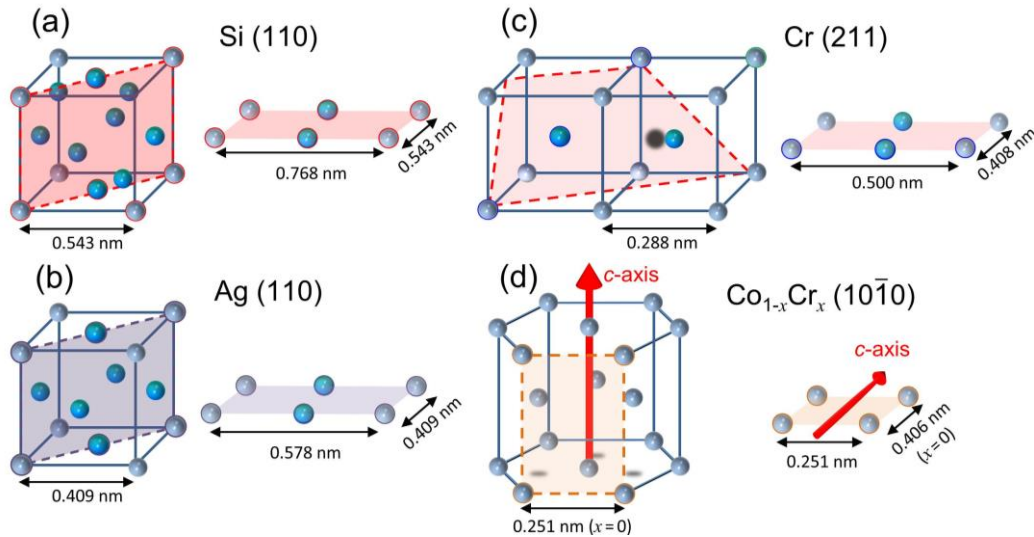 (a)
Si (110)
0.768 nm
0.543 nm
0.543 nm
(b)
Ag (110)
0.578 nm
0.409 nm
0.409 nm
(c)
Cr (211)
0.500 nm
0.408 nm
0.288 nm
(d)
c-axis
Co₁₋ₓCrₓ (101̅0)
c-axis
0.251 nm
0.406 nm
(x = 0)
0.251 nm (x = 0)